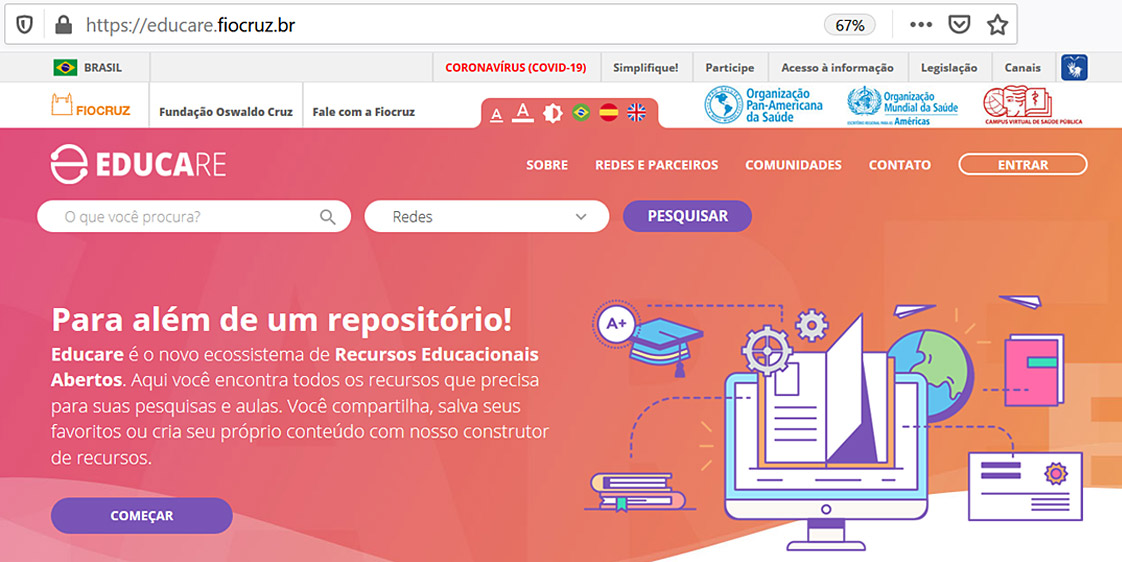 https://educare.fiocruz.br
67%
BRASIL
CORONAVÍRUS (COVID-19)
Simplifique!
Participe
Acesso à informação
Legislação
Canais
FIOCRUZ
Fundação Oswaldo Cruz
Fale com a Fiocruz
A
A
Organização
Pan-Americana
da Saúde
Organização
Mundial da Saúde
ESCRITÓRIO REGIONAL PARA AS Américas
CAMPUS VIRTUAL DE SAÚDE PÚBLICA
EDUCARE
SOBRE
REDES E PARCEIROS
COMUNIDADES
CONTATO
ENTRAR
O que você procura?
Redes
PESQUISAR
Para além de um repositório!
Educare é o novo ecossistema de Recursos Educacionais
Abertos. Aqui você encontra todos os recursos que precisa
para suas pesquisas e aulas. Você compartilha, salva seus
favoritos ou cria seu próprio conteúdo com nosso construtor
de recursos.
COMEÇAR
A+